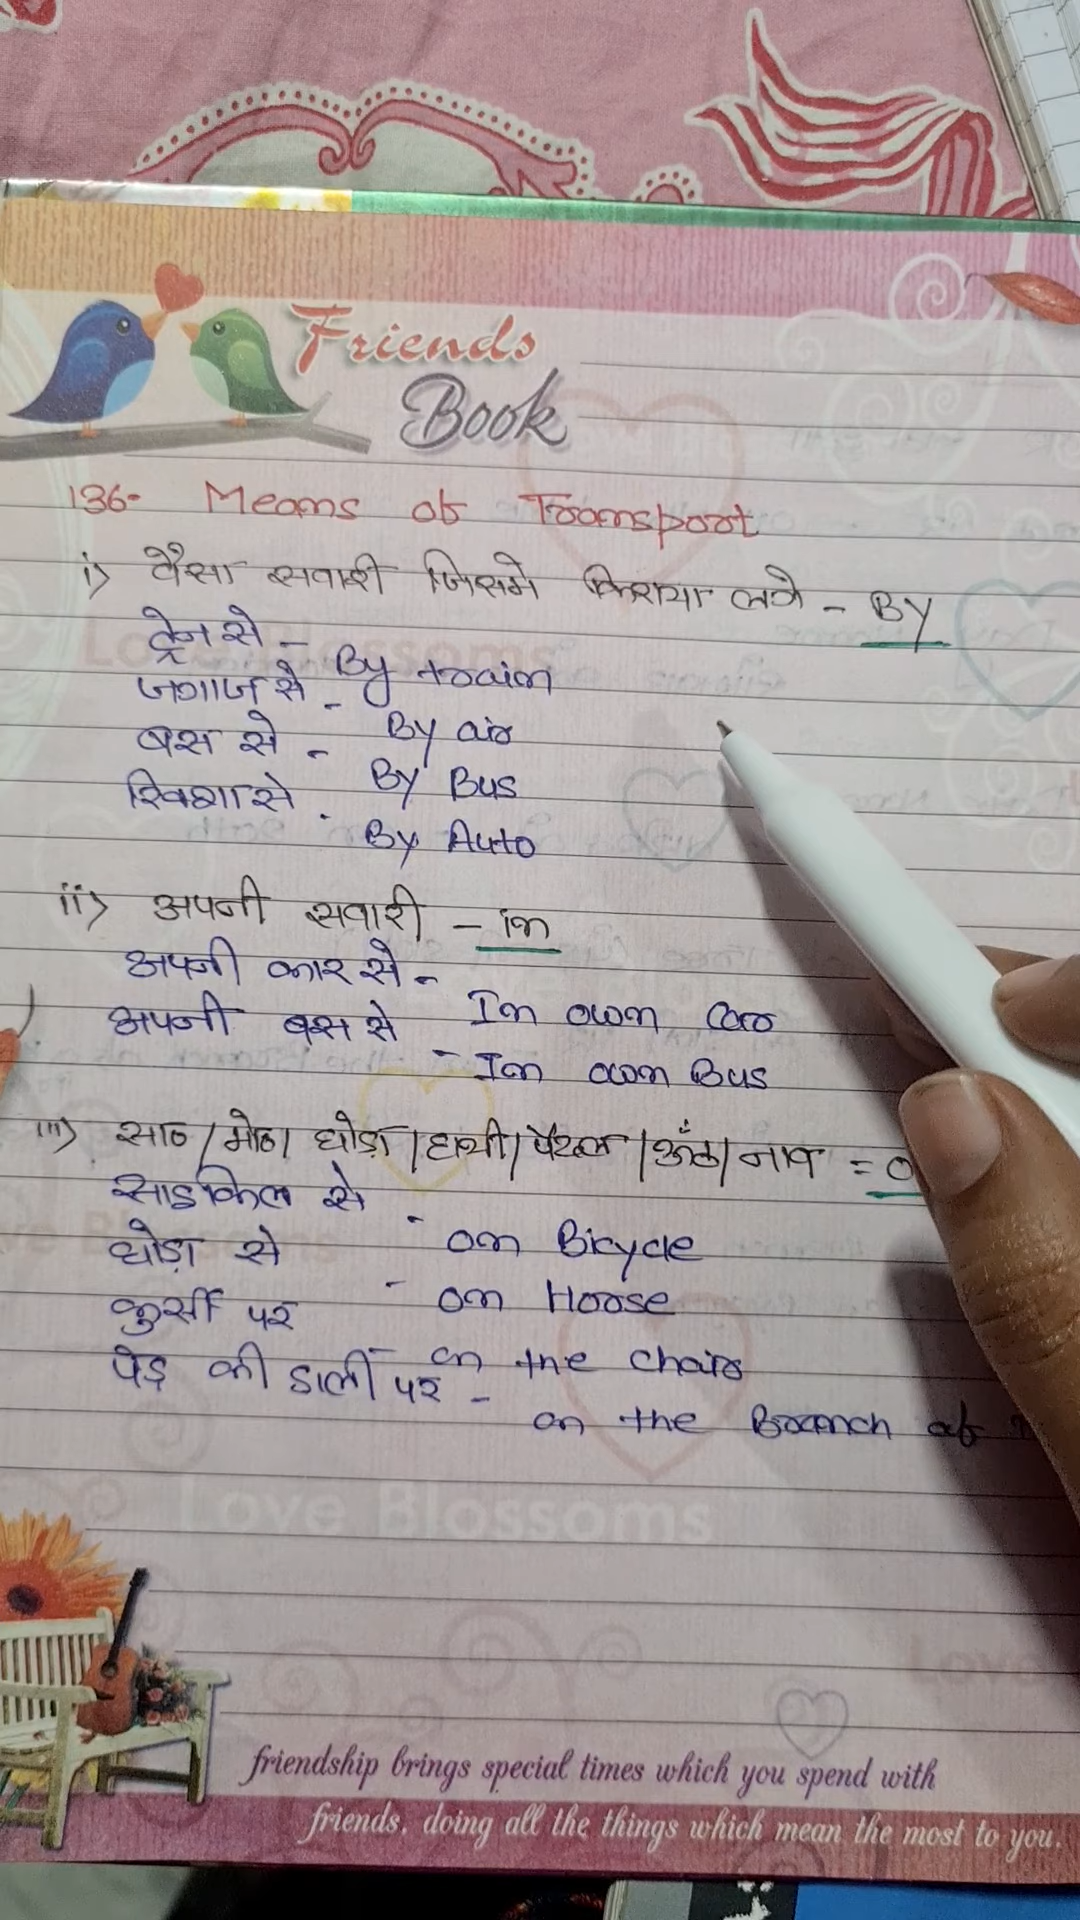 Friends
Book
136- Means of Transport
i) वैसा सवारी जिसमे किराया लगे - BY
ट्रेन से - By train
जहाज से - By air
बस से - By Bus
रिक्शा से - By Auto
ii) अपनी सवारी - in
अपनी कार से - In own Car
अपनी बस से - In own Bus
iii) साई०/मोटो०/घोड़ा/हाथी/पैदल/ऊँट/नाव =
साइकिल से - on Bicycle
घोड़ा से - on Horse
कुर्सी पर - on the chair
पेड़ की डाली पर - on the Branch of
Love Blossoms
friendship brings special times which you spend with
friends, doing all the things which mean the most to you.